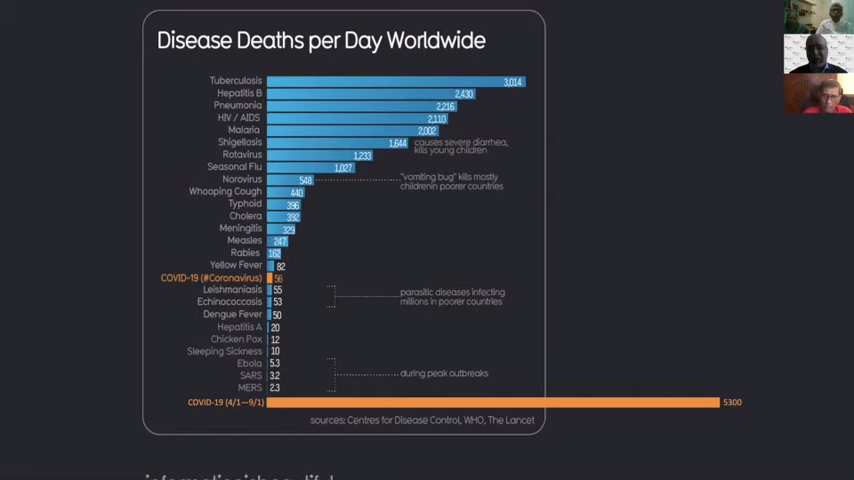 Disease Deaths per Day Worldwide
Tuberculosis 3,014
Hepatitis B 2,430
Pneumonia 2,216
HIV / AIDS 2,110
Malaria 2,002
Shigellosis 1,644 causes severe diarrhea,
kills young children
Rotavirus 1,233
Seasonal Flu 1,027
Norovirus 548 "vomiting bug" kills mostly
childrenin poorer countries
Whooping Cough 440
Typhoid 396
Cholera 392
Meningitis 329
Measles 247
Rabies 162
Yellow Fever 82
COVID-19 (#Coronavirus) 56
Leishmaniasis 55
parasitic diseases infecting
millions in poorer countries
Echinococcosis 53
Dengue Fever 50
Hepatitis A 20
Chicken Pox 12
Sleeping Sickness 10
Ebola 5.3
SARS 3.2 during peak outbreaks
MERS 2.3
COVID-19 (4/1—9/1) 5300
sources: Centres for Disease Control, WHO, The Lancet